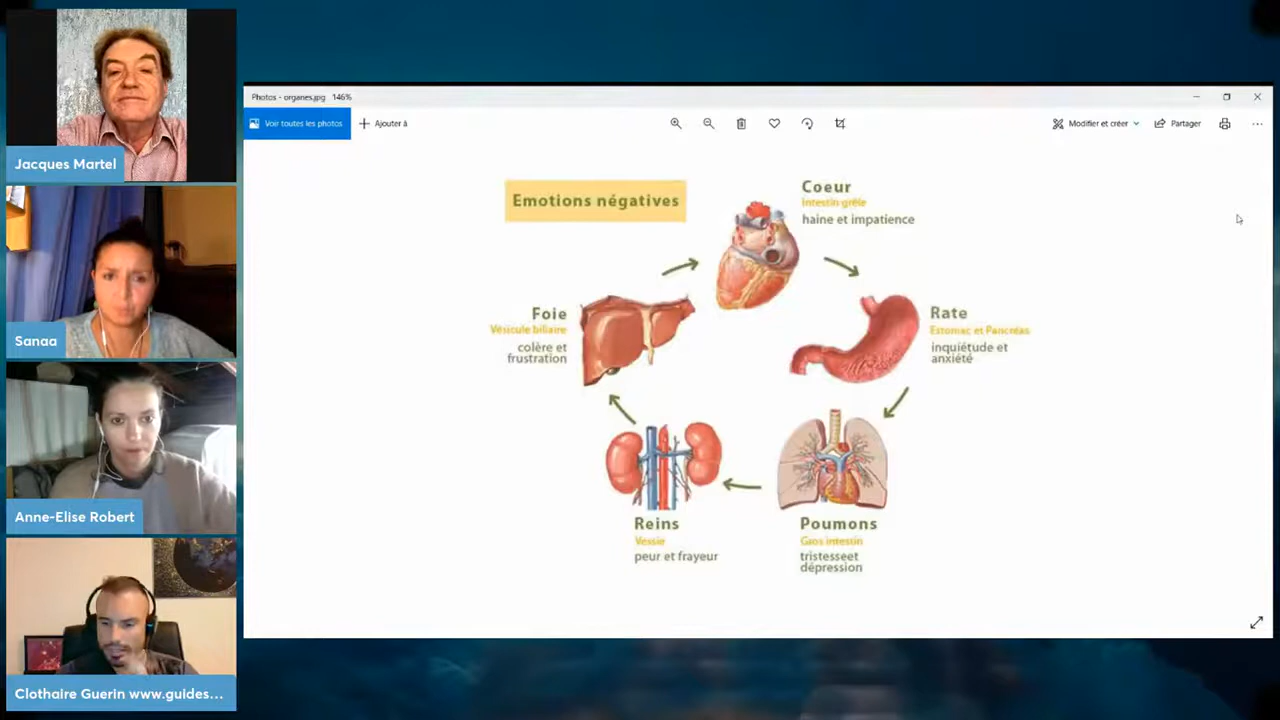 Jacques Martel
Sanaa
Anne-Elise Robert
Clothaire Guerin www.guides...
Photos - organes.jpg 146%
Voir toutes les photos
Ajouter à
Modifier et créer
Partager
Emotions négatives
Coeur
Intestin grêle
haine et impatience
Rate
Estomac et Pancréas
inquiétude et
anxiété
Poumons
Gros intestin
tristesseet
dépression
Reins
Vessie
peur et frayeur
Foie
Vésicule biliaire
colère et
frustration